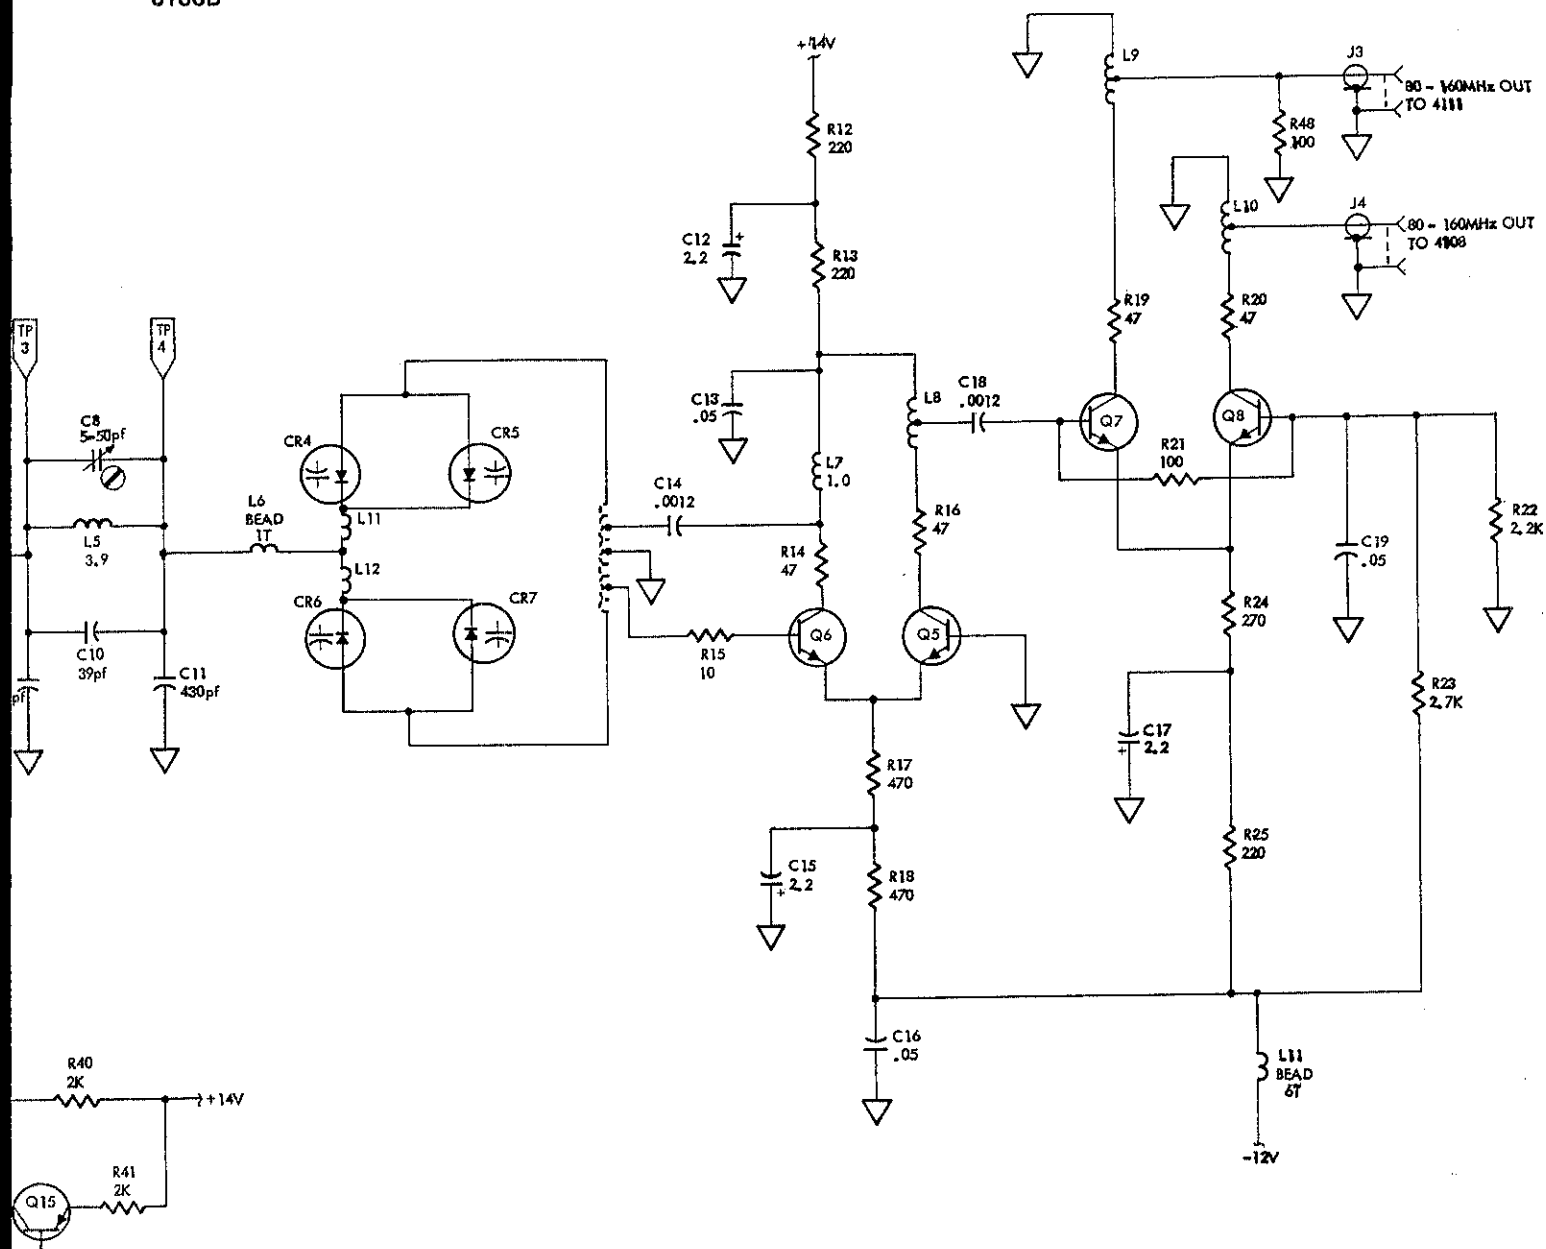 +14V
L9
J3
80 - 160MHz OUT
TO 4111
R12
220
R48
100
J4
L10
80 - 160MHz OUT
TO 4108
C12
+
2.2
R13
220
R19
47
R20
47
TP
3
TP
4
C8
5-50pf
CR4
CR5
C13
.05
L8
C18
.0012
Q7
Q8
R21
100
L7
1.0
L6
BEAD
1T
L11
C14
.0012
R16
47
R22
2.2K
L5
3.9
R14
47
C19
.05
L12
CR6
CR7
R24
270
Q6
Q5
C10
39pf
C11
430pf
pf
R15
10
R23
2.7K
C17
2.2
+
R17
470
C15
2.2
+
R18
470
R25
220
C16
.05
L11
BEAD
6T
-12V
R40
2K
+14V
R41
2K
Q15